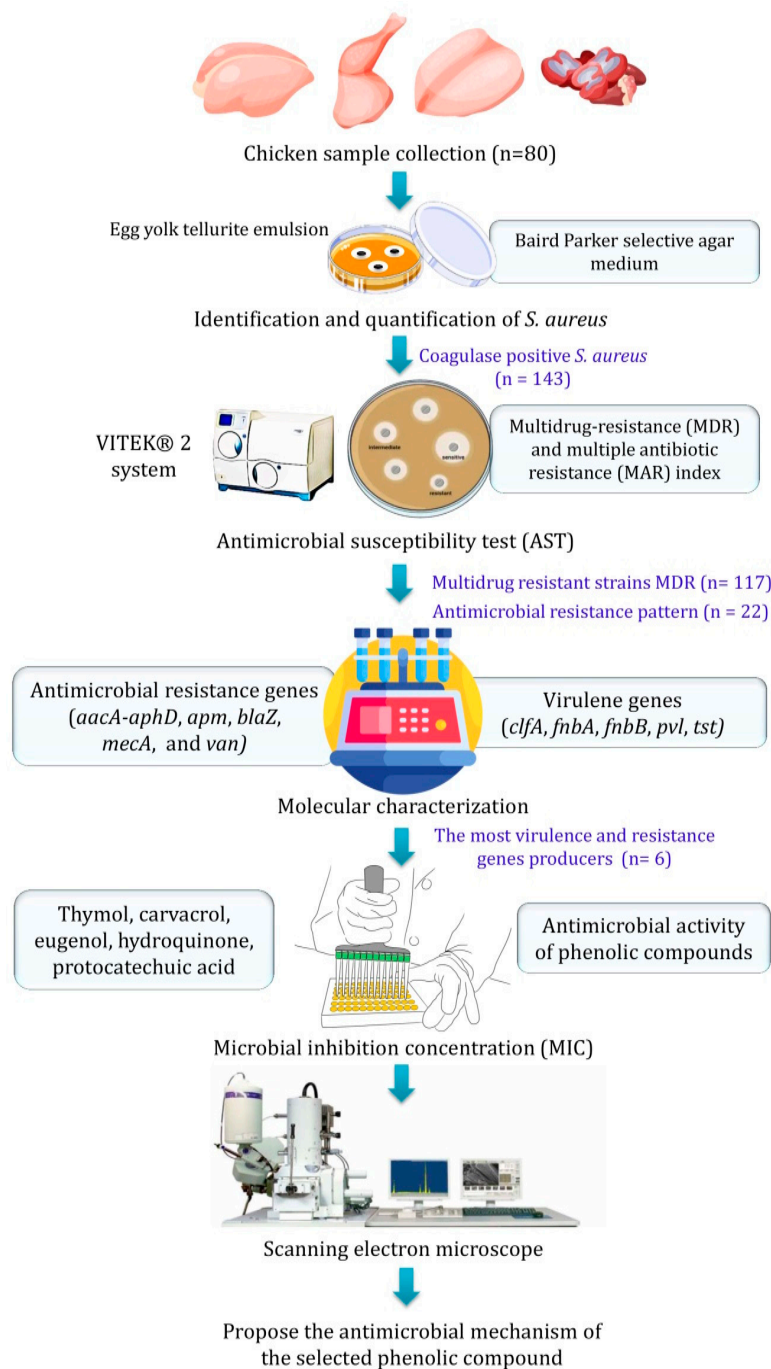 Chicken sample collection (n=80)
Egg yolk tellurite emulsion
Baird Parker selective agar
medium
Identification and quantification of S. aureus
Coagulase positive S. aureus
(n = 143)
VITEK® 2
system
intermediate
sensitive
resistant
Multidrug-resistance (MDR)
and multiple antibiotic
resistance (MAR) index
Antimicrobial susceptibility test (AST)
Multidrug resistant strains MDR (n= 117)
Antimicrobial resistance pattern (n = 22)
Antimicrobial resistance genes
(aacA-aphD, apm, blaZ,
mecA, and van)
Virulene genes
(clfA, fnbA, fnbB, pvl, tst)
Molecular characterization
The most virulence and resistance
genes producers (n= 6)
Thymol, carvacrol,
eugenol, hydroquinone,
protocatechuic acid
Antimicrobial activity
of phenolic compounds
Microbial inhibition concentration (MIC)
Scanning electron microscope
Propose the antimicrobial mechanism of
the selected phenolic compound